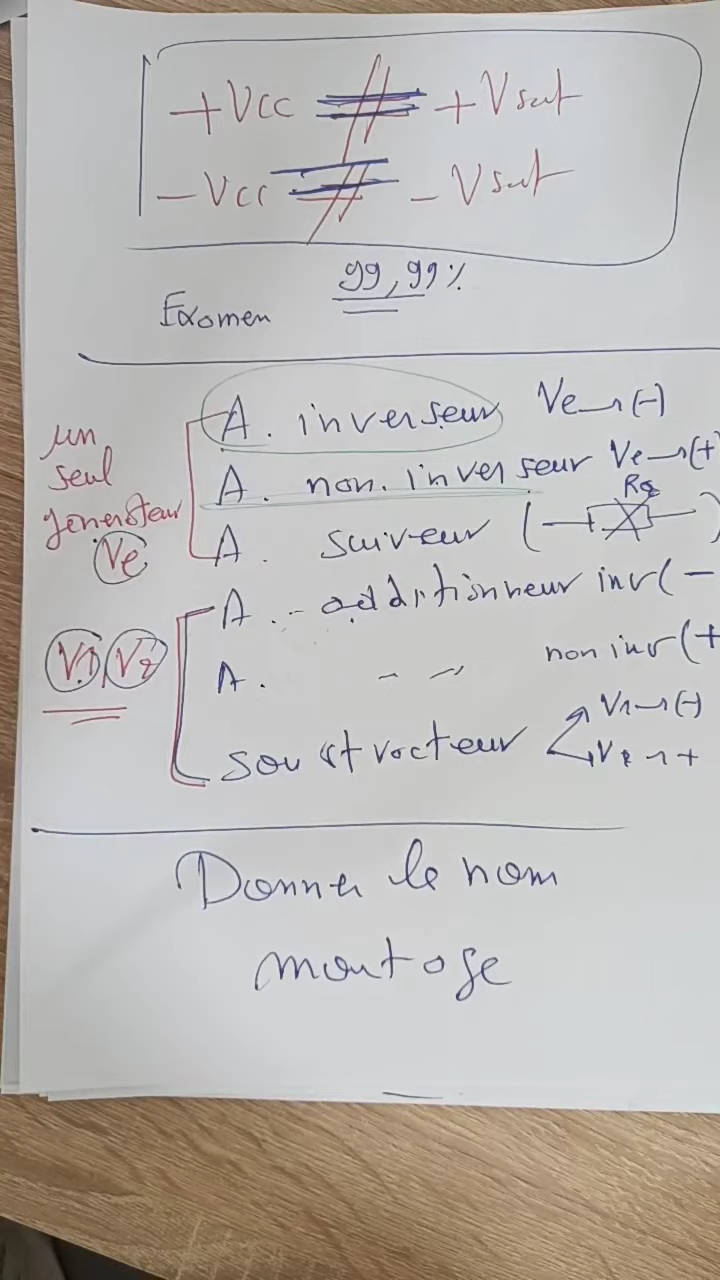 +Vcc ≠ +Vsat
-Vcc ≠ -Vsat
Examen 99,99%
un seul generateur Ve
A. inverseur Ve→(-)
A. non. inverseur Ve→(+
A. suiveur (
V1, V2
A. - additionneur inv(-
A. - - non inv(+
soustracteur V1→(-)
V2→+
Donner le nom
montage